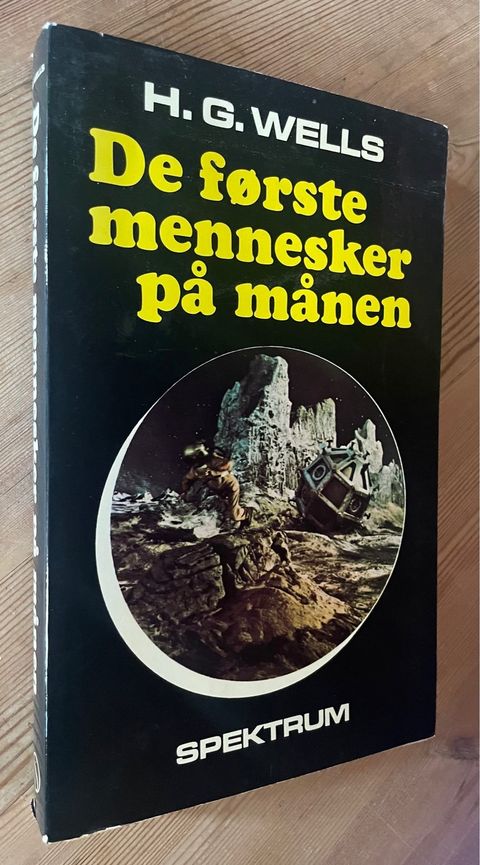 H. G. WELLS
De første
mennesker
på månen
SPEKTRUM